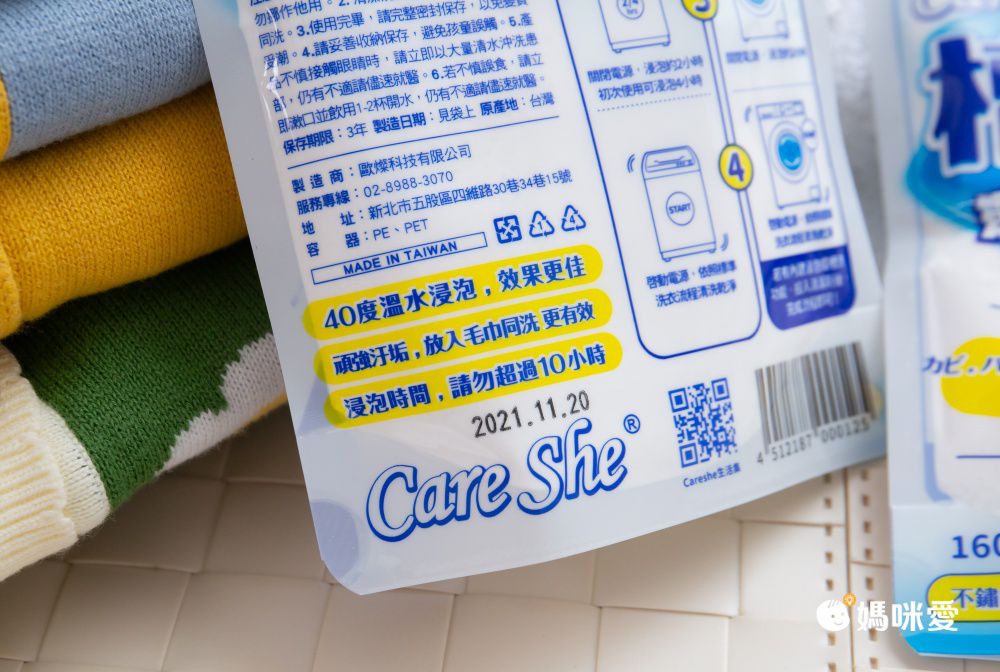 同洗。3.使用完畢，請完整密封保存，以免變質
受潮。4.請妥善收納保存，避免孩童誤觸。5.產
若不慎接觸眼睛時，請立即以大量清水沖洗患
部，仍有不適請儘速就醫。6.若不慎誤食，請立
即漱口並飲用1-2杯開水，仍有不適請儘速就醫。
保存期限：3年 製造日期：見袋上 原產地：台灣
製造商：歐燦科技有限公司
服務專線：02-8988-3070
地　址：新北市五股區四維路30巷34巷15號
容　器：PE、PET
MADE IN TAIWAN
40度溫水浸泡，效果更佳
頑強汙垢，放入毛巾同洗 更有效
浸泡時間，請勿超過10小時
2021.11.20
Care She®
3
關閉電源，浸泡約2小時
初次使用可浸泡4小時
4
START
啓動電源，依照標準
洗衣流程清洗乾淨
Careshe生活集
4 512187 000125
カビ
160
不鏽
媽咪愛